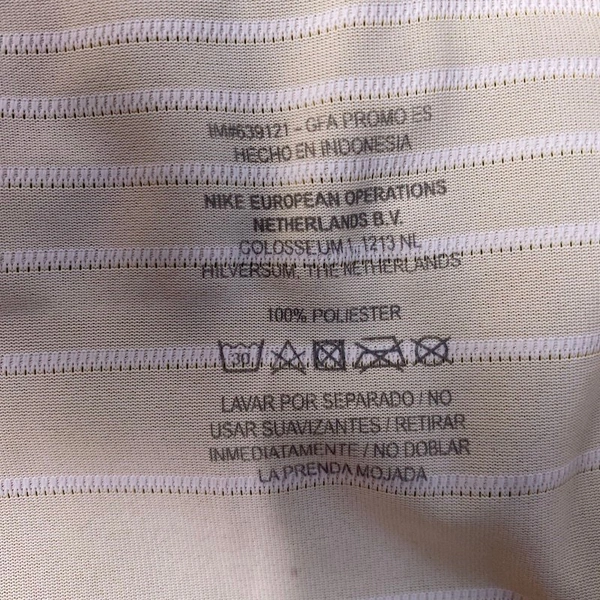 IM#639121 - GFA PROMO ES
HECHO EN INDONESIA
NIKE EUROPEAN OPERATIONS
NETHERLANDS B.V.
COLOSSEUM 1, 1213 NL
HILVERSUM, THE NETHERLANDS
100% POLIESTER
30
LAVAR POR SEPARADO / NO
USAR SUAVIZANTES / RETIRAR
INMEDIATAMENTE / NO DOBLAR
LA PRENDA MOJADA